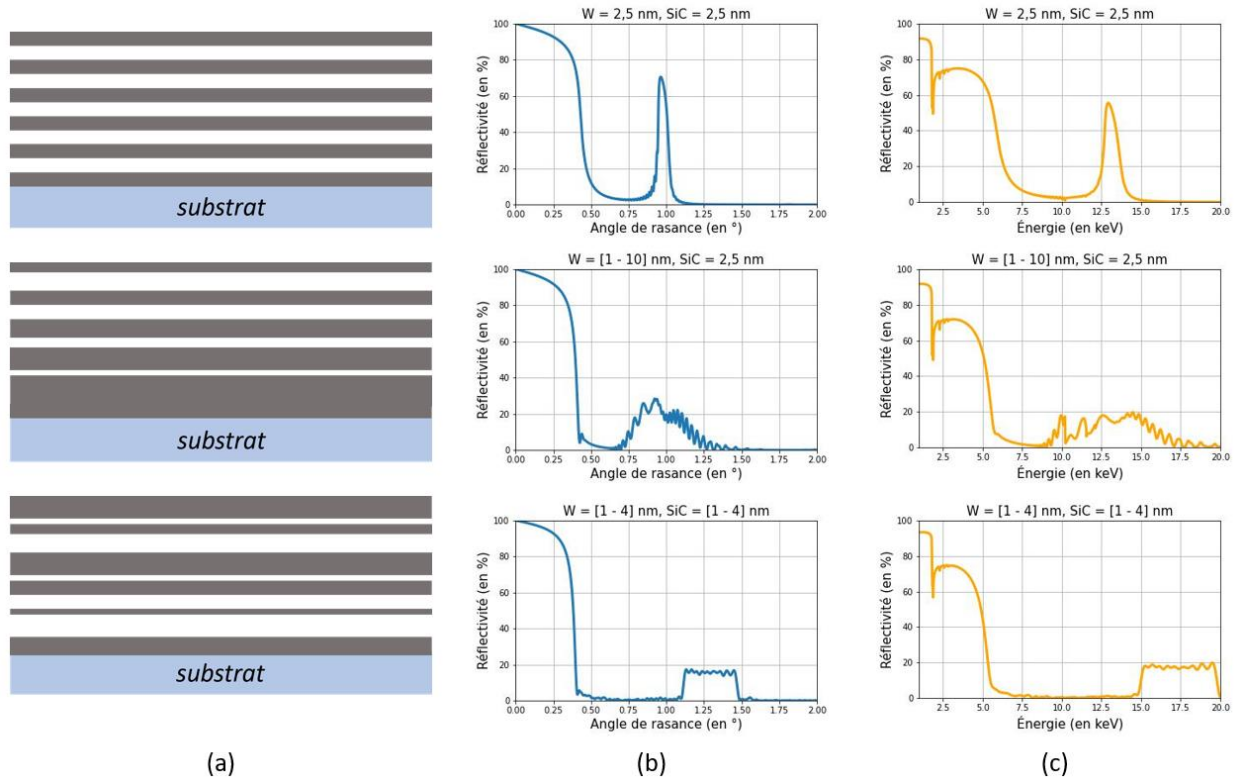 substrat
W = 2,5 nm, SiC = 2,5 nm
Réflectivité (en %)
100
80
60
40
20
0
0.00 0.25 0.50 0.75 1.00 1.25 1.50 1.75 2.00
Angle de rasance (en °)
W = 2,5 nm, SiC = 2,5 nm
Réflectivité (en %)
100
80
60
40
20
0
2.5 5.0 7.5 10.0 12.5 15.0 17.5 20.0
Énergie (en keV)
substrat
W = [1 - 10] nm, SiC = 2,5 nm
Réflectivité (en %)
100
80
60
40
20
0
0.00 0.25 0.50 0.75 1.00 1.25 1.50 1.75 2.00
Angle de rasance (en °)
W = [1 - 10] nm, SiC = 2,5 nm
Réflectivité (en %)
100
80
60
40
20
0
2.5 5.0 7.5 10.0 12.5 15.0 17.5 20.0
Énergie (en keV)
substrat
W = [1 - 4] nm, SiC = [1 - 4] nm
Réflectivité (en %)
100
80
60
40
20
0
0.00 0.25 0.50 0.75 1.00 1.25 1.50 1.75 2.00
Angle de rasance (en °)
W = [1 - 4] nm, SiC = [1 - 4] nm
Réflectivité (en %)
100
80
60
40
20
0
2.5 5.0 7.5 10.0 12.5 15.0 17.5 20.0
Énergie (en keV)
(a) (b) (c)